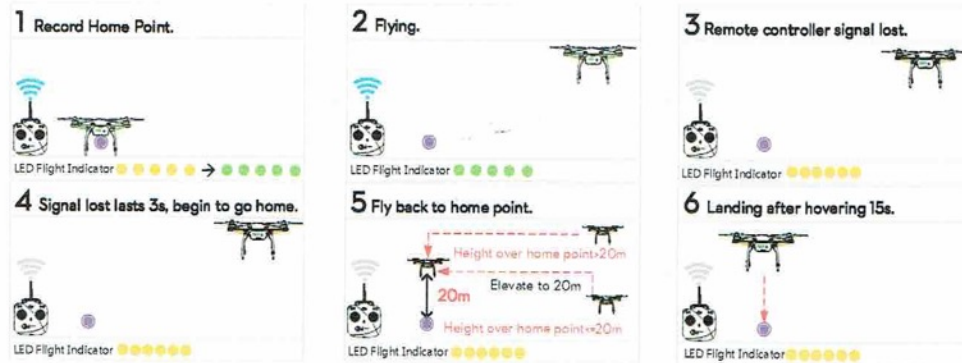 1 Record Home Point.
LED Flight Indicator
2 Flying.
LED Flight Indicator
3 Remote controller signal lost.
LED Flight Indicator
4 Signal lost lasts 3s, begin to go home.
LED Flight Indicator
5 Fly back to home point.
Height over home point>20m
Elevate to 20m
20m
Height over home point<=20m
LED Flight Indicator
6 Landing after hovering 15s.
LED Flight Indicator